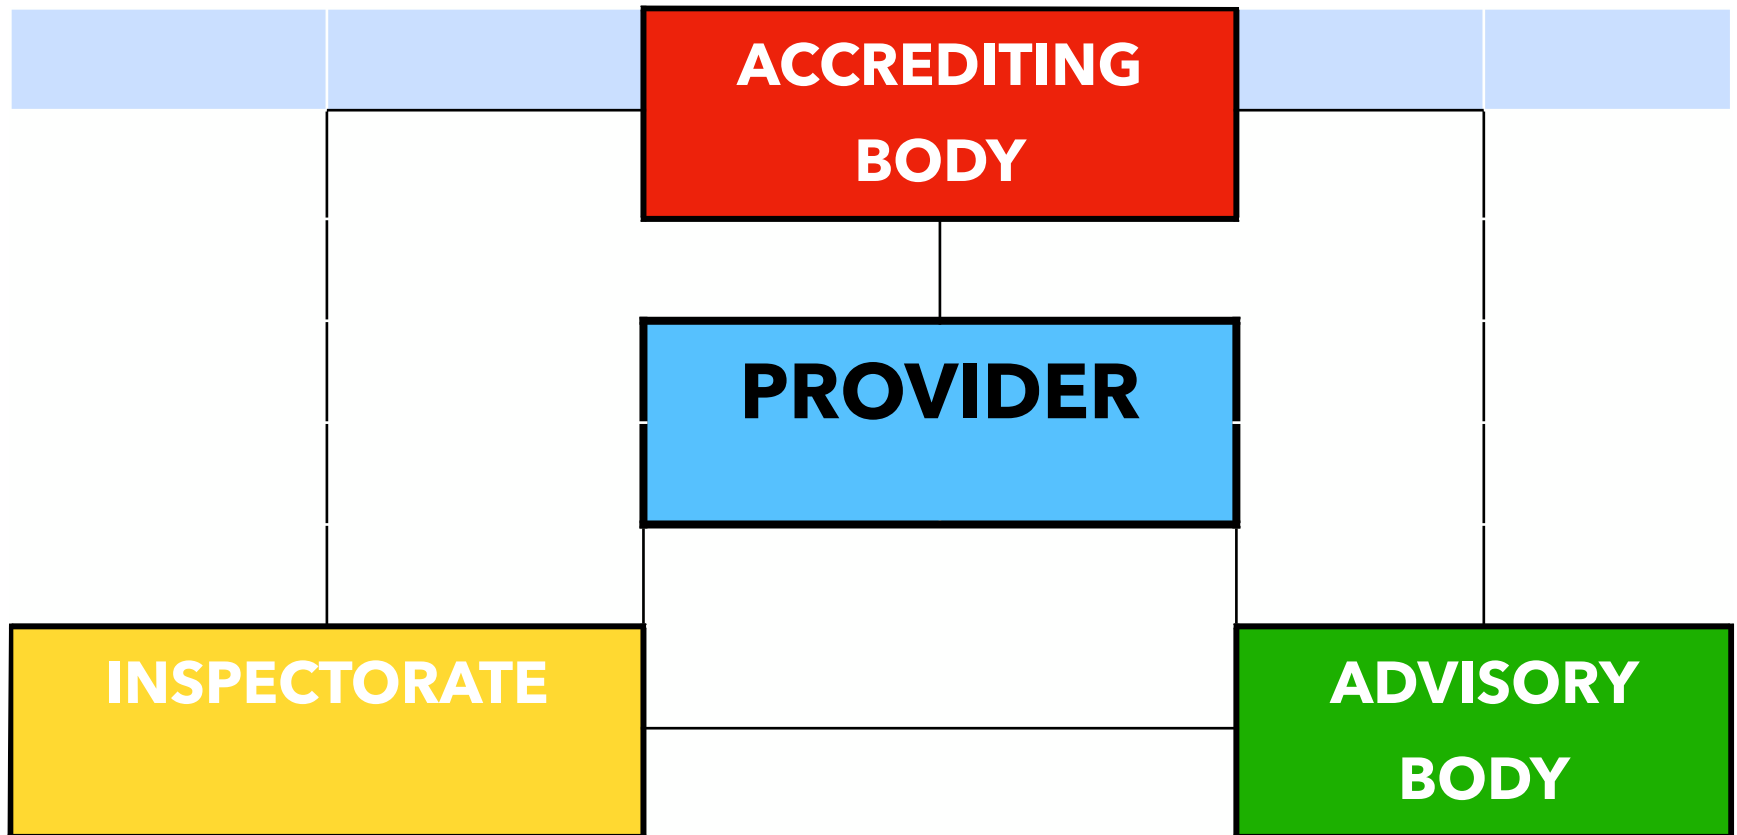 ACCREDITING
BODY
PROVIDER
INSPECTORATE
ADVISORY
BODY